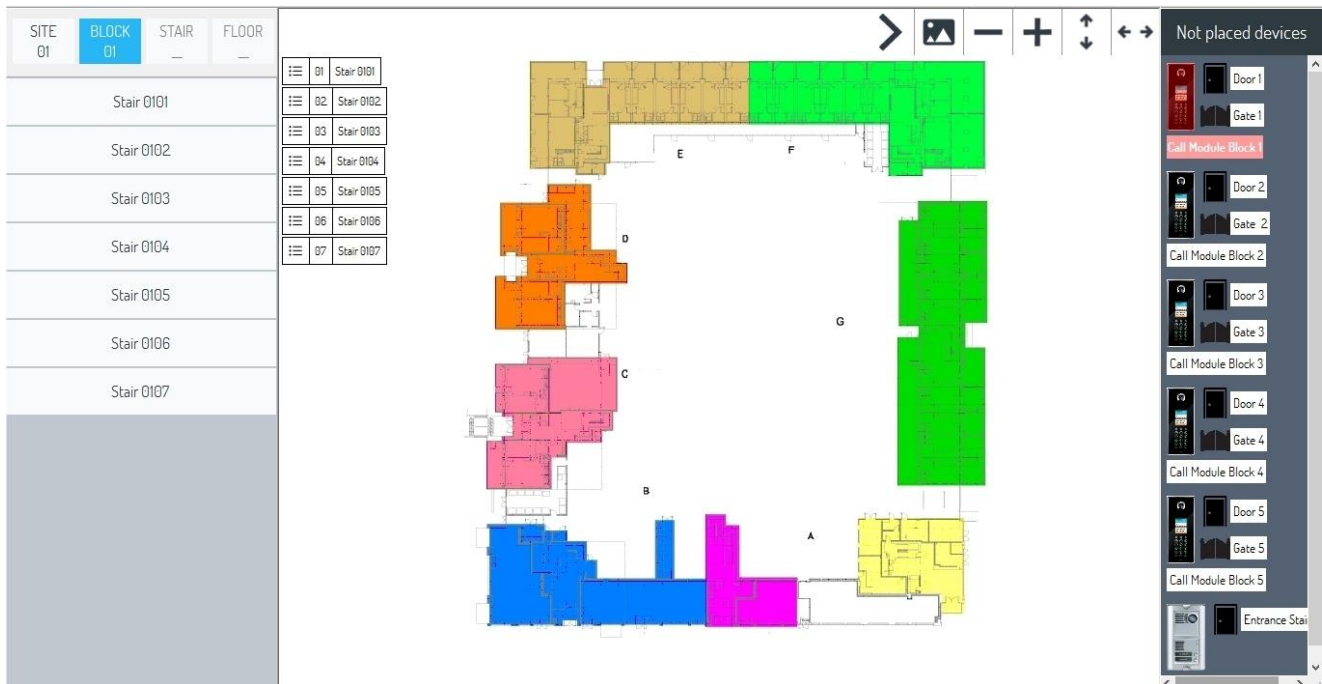 SITE
01
BLOCK
01
STAIR
_
FLOOR
_
Stair 0101
Stair 0102
Stair 0103
Stair 0104
Stair 0105
Stair 0106
Stair 0107
01 Stair 0101
02 Stair 0102
03 Stair 0103
04 Stair 0104
05 Stair 0105
06 Stair 0106
07 Stair 0107
E
F
D
G
C
B
A
Not placed devices
Door 1
Gate 1
Call Module Block 1
Door 2
Gate 2
Call Module Block 2
Door 3
Gate 3
Call Module Block 3
Door 4
Gate 4
Call Module Block 4
Door 5
Gate 5
Call Module Block 5
Entrance Stai